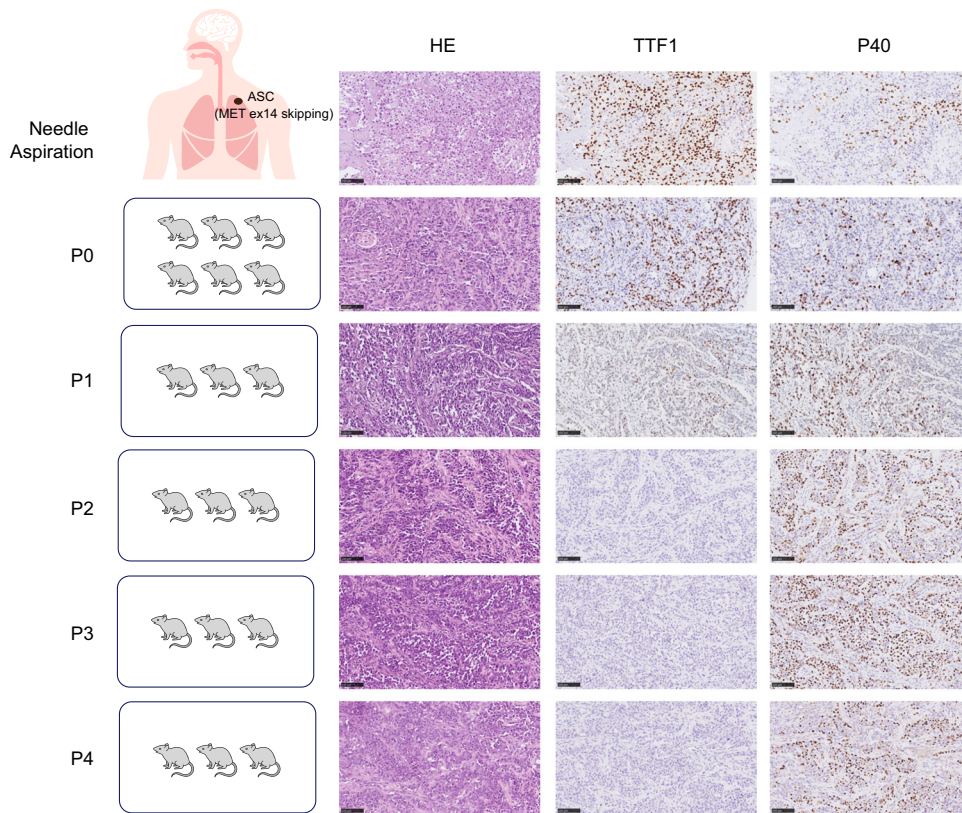 HE
TTF1
P40
ASC
(MET ex14 skipping)
Needle
Aspiration
P0
P1
P2
P3
P4